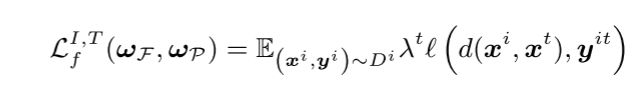 $\mathcal{L}_f^{I,T}(\boldsymbol{\omega}_{\mathcal{F}}, \boldsymbol{\omega}_{\mathcal{P}}) = \mathbb{E}_{(\boldsymbol{x}^i, \boldsymbol{y}^i) \sim D^i} \lambda^t \ell \left( d(\boldsymbol{x}^i, \boldsymbol{x}^t), \boldsymbol{y}^{it} \right)$